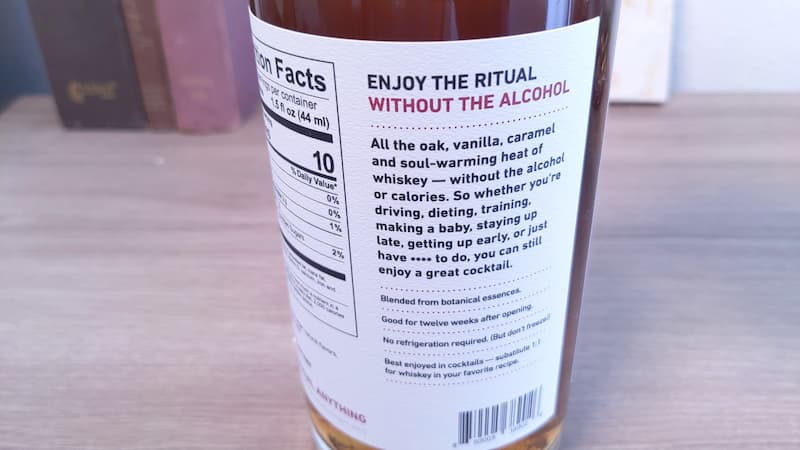 Facts
per container
1.5 fl oz (44 ml)
10
% Daily Value*
0%
0%
1%
2%
ENJOY THE RITUAL
WITHOUT THE ALCOHOL
All the oak, vanilla, caramel
and soul-warming heat of
whiskey — without the alcohol
or calories. So whether you're
driving, dieting, training,
making a baby, staying up
late, getting up early, or just
have •••• to do, you can still
enjoy a great cocktail.
Blended from botanical essences.
Good for twelve weeks after opening.
No refrigeration required. (But don't freeze!)
Best enjoyed in cocktails — substitute 1:1
for whiskey in your favorite recipe.
ANYTHING